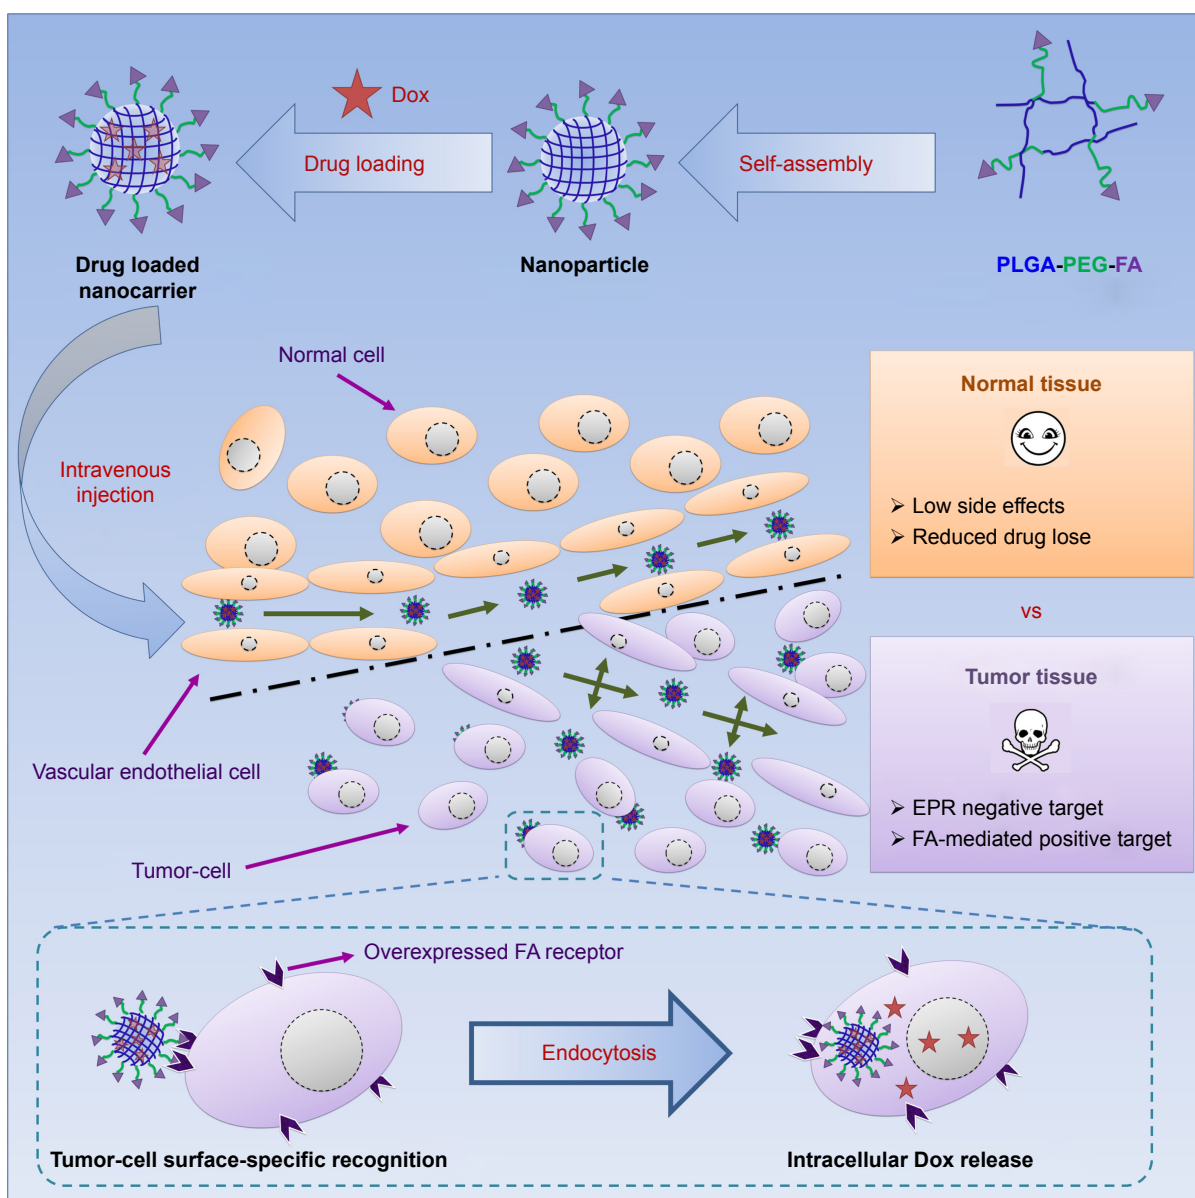 Dox
Drug loading
Self-assembly
Drug loaded
nanocarrier
Nanoparticle
PLGA-PEG-FA
Normal cell
Normal tissue
➢ Low side effects
➢ Reduced drug lose
Intravenous
injection
vs
Tumor tissue
➢ EPR negative target
➢ FA-mediated positive target
Vascular endothelial cell
Tumor-cell
Overexpressed FA receptor
Endocytosis
Tumor-cell surface-specific recognition
Intracellular Dox release